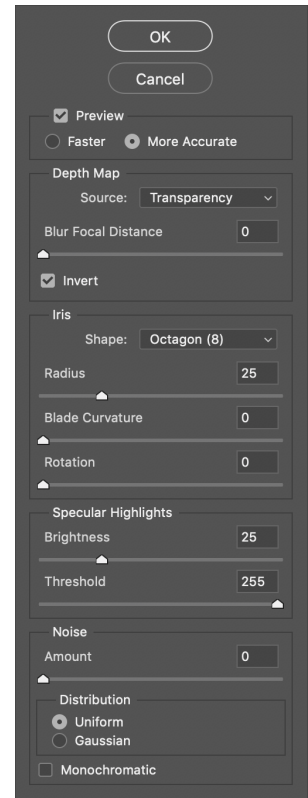 OK
Cancel
Preview
Faster More Accurate
Depth Map
Source: Transparency
Blur Focal Distance 0
Invert
Iris
Shape: Octagon (8)
Radius 25
Blade Curvature 0
Rotation 0
Specular Highlights
Brightness 25
Threshold 255
Noise
Amount 0
Distribution
Uniform
Gaussian
Monochromatic